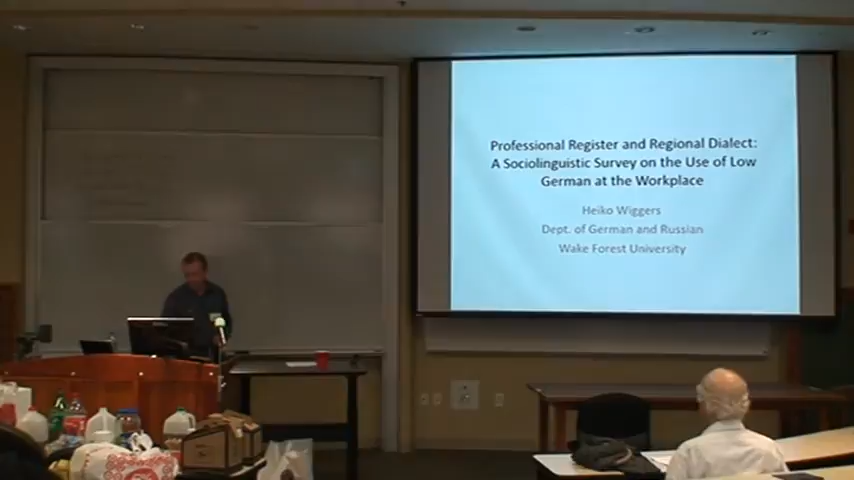 Professional Register and Regional Dialect:
A Sociolinguistic Survey on the Use of Low
German at the Workplace
Heiko Wiggers
Dept. of German and Russian
Wake Forest University